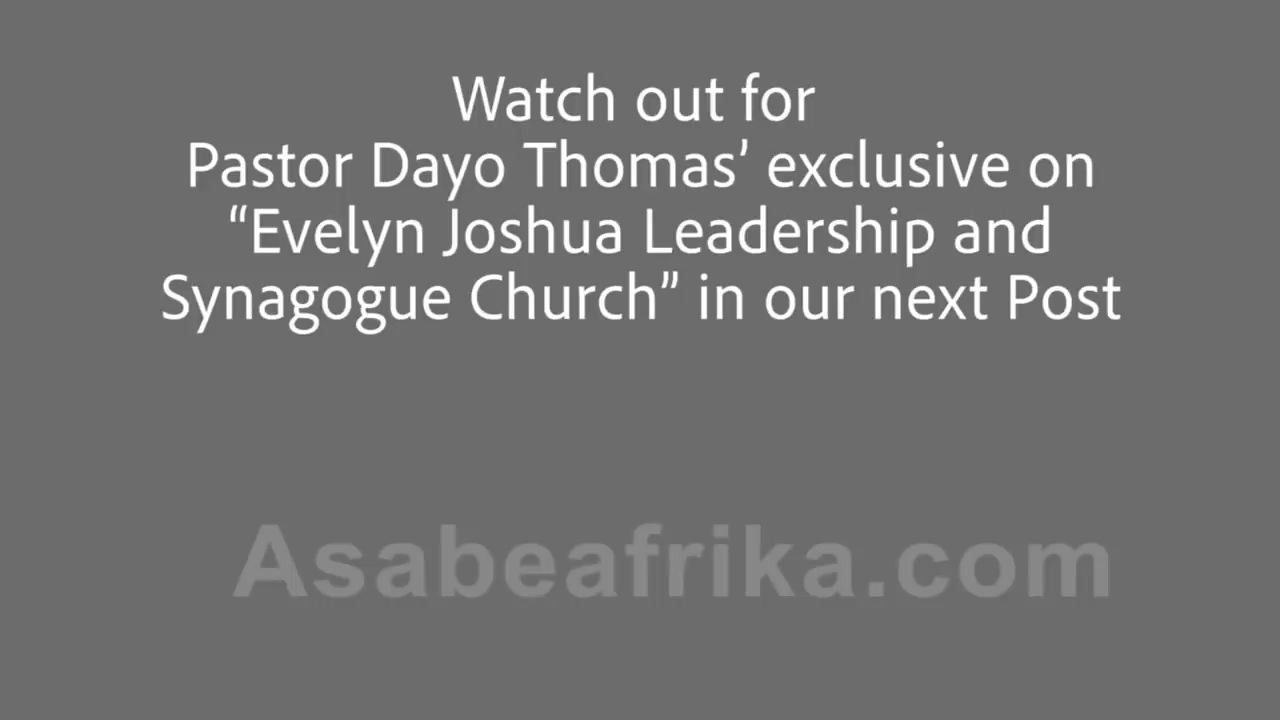 Watch out for
Pastor Dayo Thomas’ exclusive on
“Evelyn Joshua Leadership and
Synagogue Church” in our next Post
Asabeafrika.com